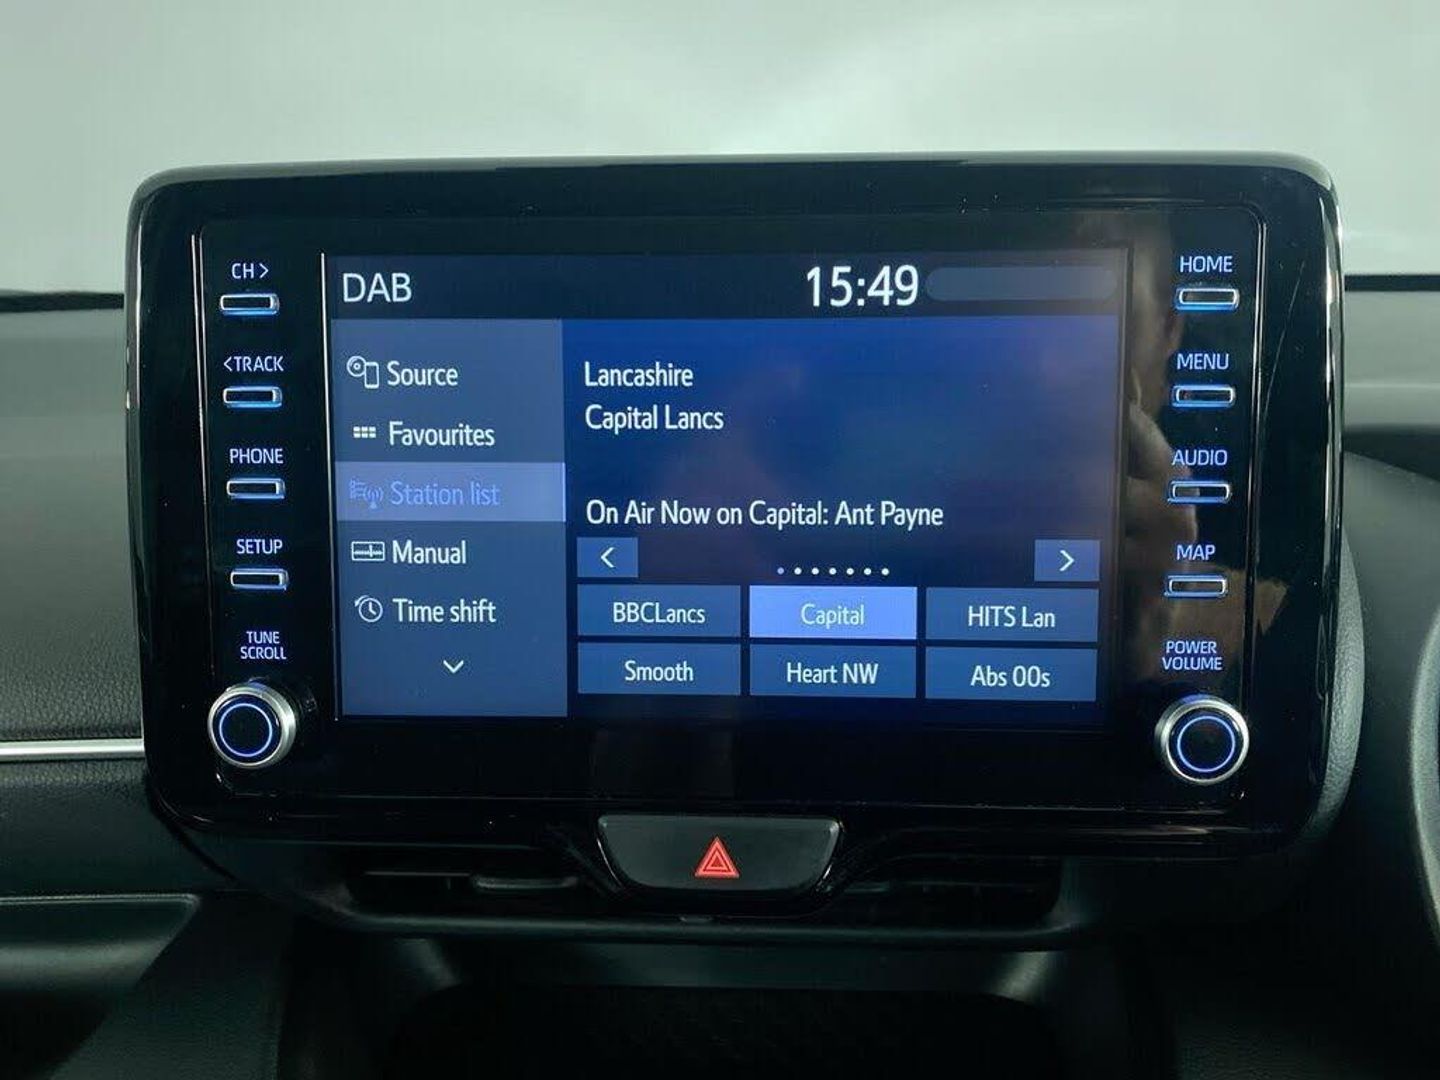 CH>
<TRACK
PHONE
SETUP
TUNE
SCROLL
DAB
15:49
Source
Favourites
Station list
Manual
Time shift
Lancashire
Capital Lancs
On Air Now on Capital: Ant Payne
<
>
BBCLancs
Capital
HITS Lan
Smooth
Heart NW
Abs 00s
HOME
MENU
AUDIO
MAP
POWER
VOLUME